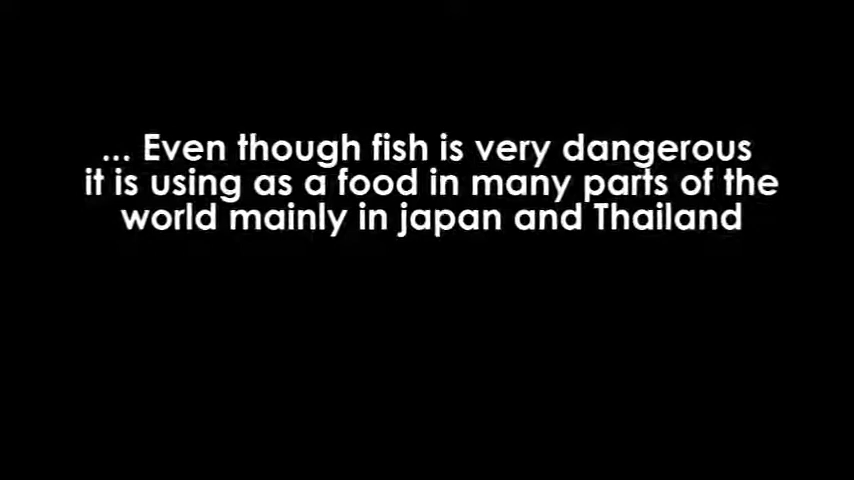 ... Even though fish is very dangerous
it is using as a food in many parts of the
world mainly in japan and Thailand